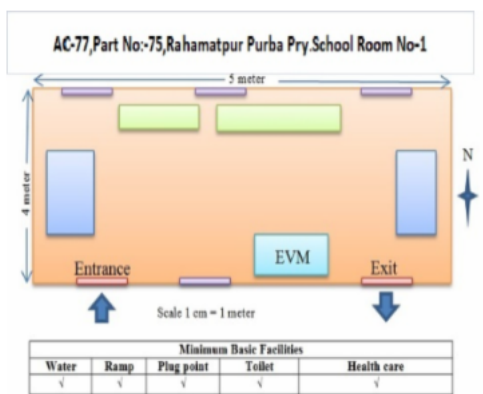 AC-77,Part No:-75,Rahamatpur Purba Pry.School Room No-1
5 meter
N
4 meter
EVM
Entrance
Exit
Scale 1 cm = 1 meter
Minimum Basic Facilities
Water Ramp Plug point Toilet Health care
√ √ √ √ √